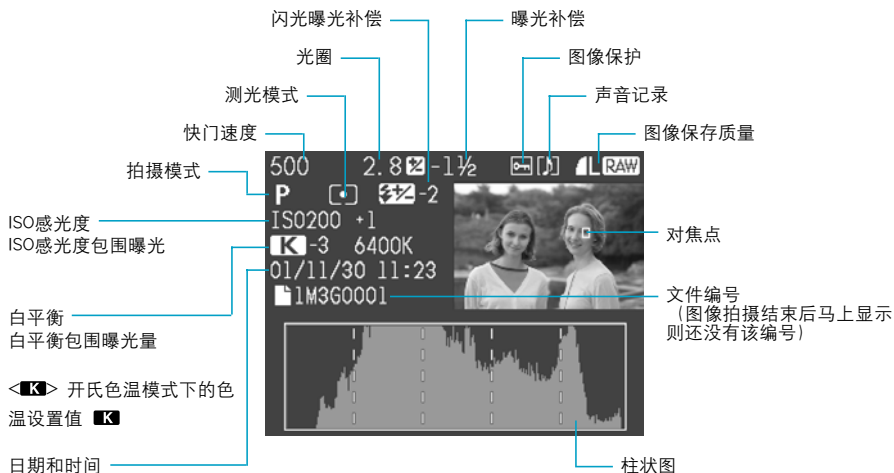 闪光曝光补偿
曝光补偿
光圈
图像保护
测光模式
声音记录
快门速度
图像保存质量
拍摄模式
500 2.8 -1½ L RAW
P -2
ISO200 +1
K -3 6400K
01/11/30 11:23
1M3G0001
ISO感光度
ISO感光度包围曝光
对焦点
文件编号
(图像拍摄结束后马上显示
则还没有该编号)
白平衡
白平衡包围曝光量
<K> 开氏色温模式下的色
温设置值 K
日期和时间
柱状图